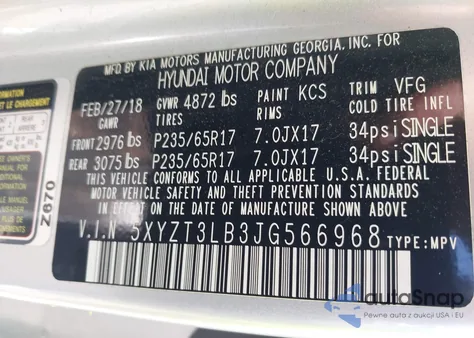 MFD. BY KIA MOTORS MANUFACTURING GEORGIA, INC. FOR
HYUNDAI MOTOR COMPANY
FEB/27/18 GVWR 4872 lbs PAINT KCS TRIM VFG
GAWR TIRES RIMS COLD TIRE INFL
FRONT 2976 lbs P235/65R17 7.0JX17 34psi SINGLE
REAR 3075 lbs P235/65R17 7.0JX17 34psi SINGLE
THIS VEHICLE CONFORMS TO ALL APPLICABLE U.S.A. FEDERAL
MOTOR VEHICLE SAFETY AND THEFT PREVENTION STANDARDS
IN EFFECT ON THE DATE OF MANUFACTURE SHOWN ABOVE.
V.I.N 5XYZT3LB3JG566968 TYPE:MPV
INFORMATION
LE CHARGEMENT
Z670
autoSnap
Pewne auta z aukcji USA i EU